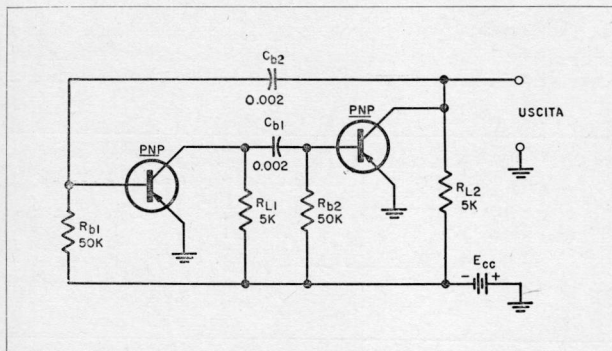 Cb2
0.002
PNP
Cb1
0.002
PNP
USCITA
Rb1
50K
RL1
5K
Rb2
50K
RL2
5K
Ecc
- +